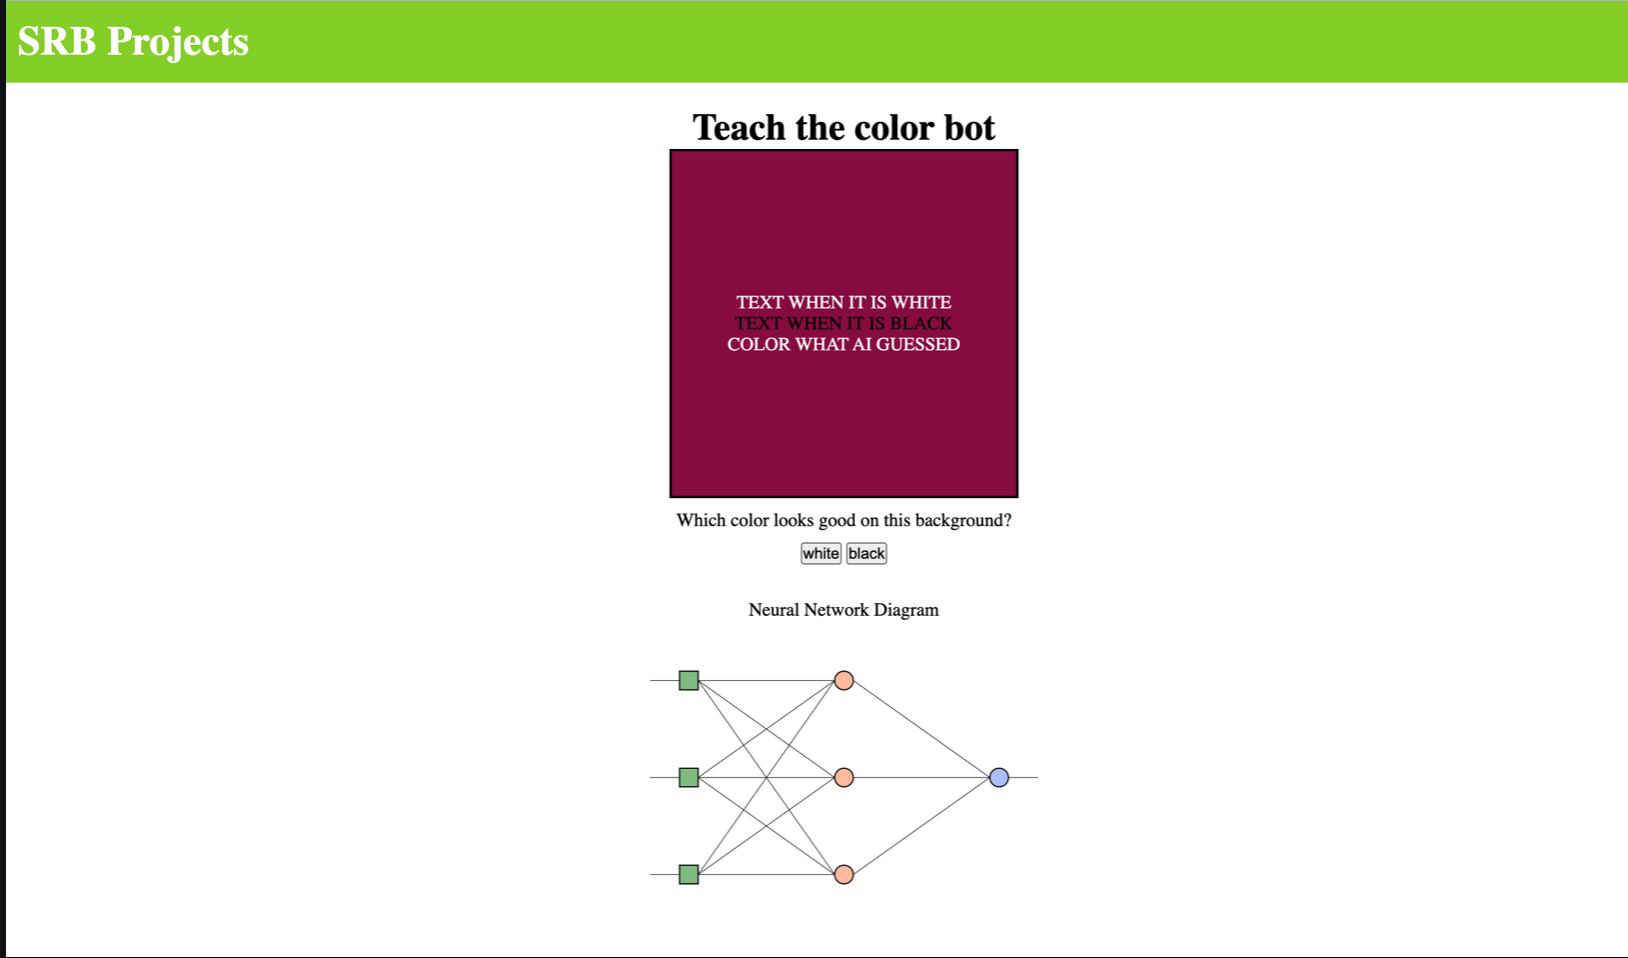 SRB Projects
Teach the color bot
TEXT WHEN IT IS WHITE
TEXT WHEN IT IS BLACK
COLOR WHAT AI GUESSED
Which color looks good on this background?
white black
Neural Network Diagram